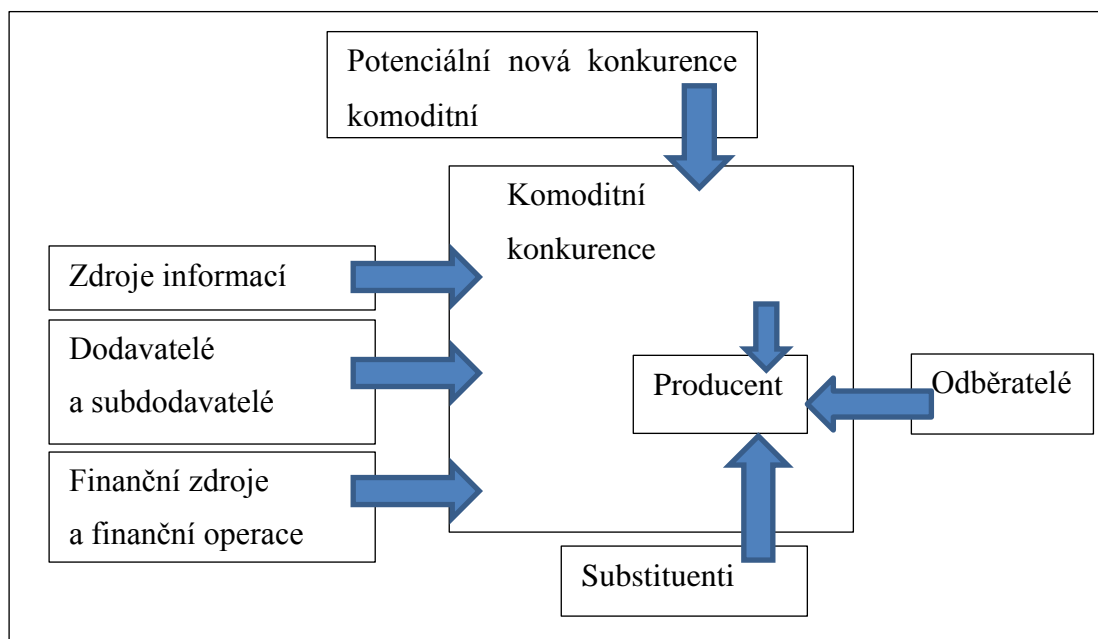 Potenciální nová konkurence
komoditní
Komoditní
konkurence
Zdroje informací
Dodavatelé
a subdodavatelé
Producent
Odběratelé
Finanční zdroje
a finanční operace
Substituenti